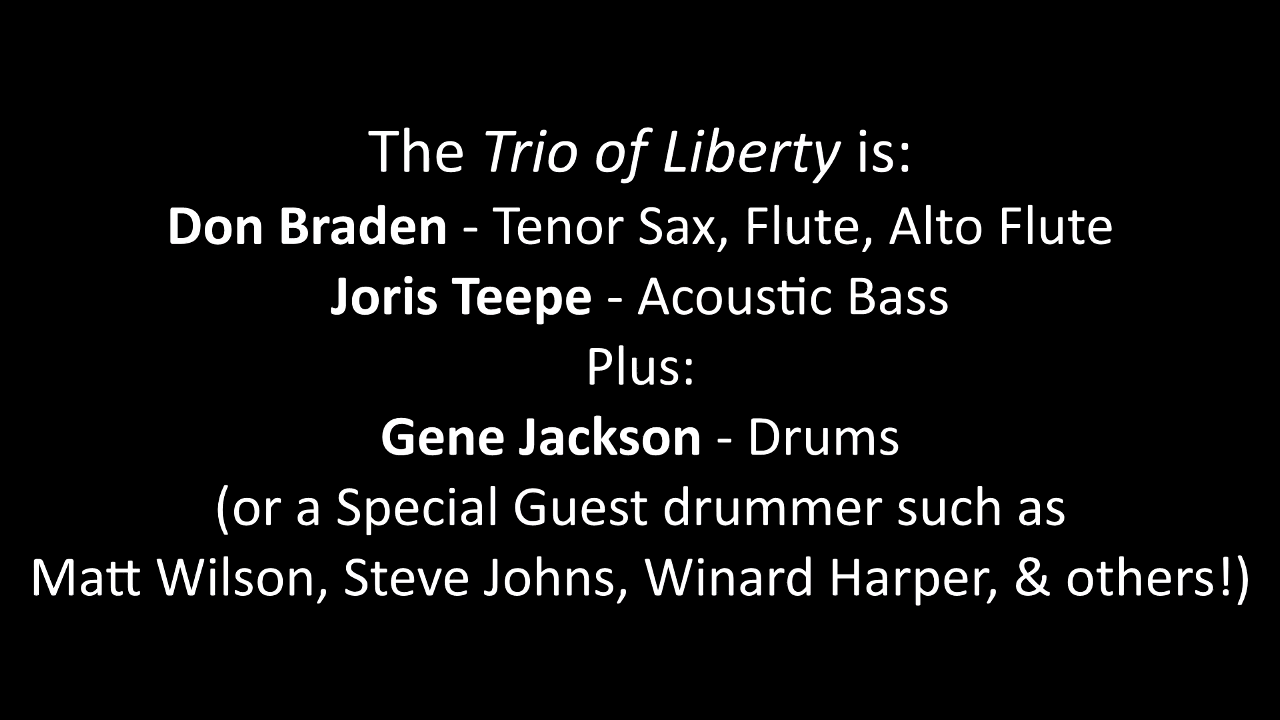 The Trio of Liberty is:
Don Braden - Tenor Sax, Flute, Alto Flute
Joris Teepe - Acoustic Bass
Plus:
Gene Jackson - Drums
(or a Special Guest drummer such as
Matt Wilson, Steve Johns, Winard Harper, & others!)